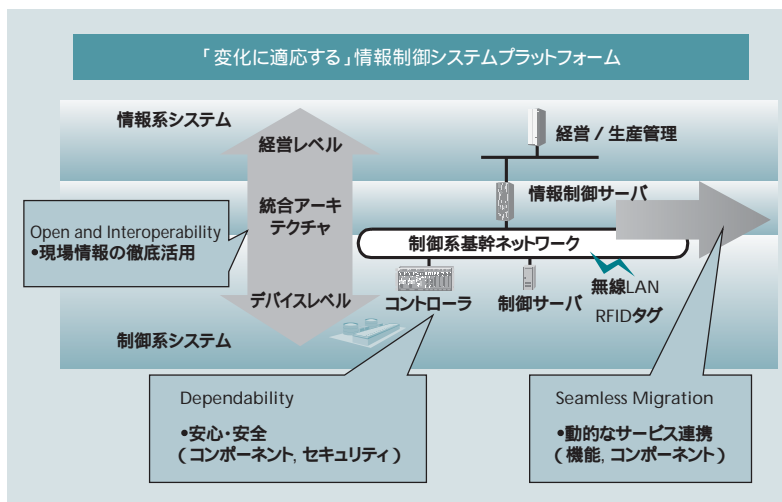 「変化に適応する」情報制御システムプラットフォーム
情報系システム
経営レベル
経営 / 生産管理
統合アーキ
テクチャ
情報制御サーバ
Open and Interoperability
•現場情報の徹底活用
制御系基幹ネットワーク
デバイスレベル
コントローラ
制御サーバ
無線LAN
RFIDタグ
制御系システム
Dependability
•安心・安全
( コンポーネント, セキュリティ )
Seamless Migration
•動的なサービス連携
( 機能, コンポーネント )